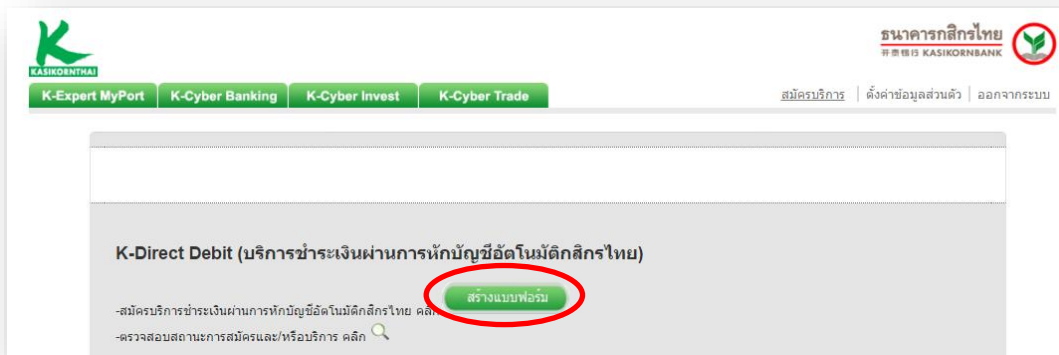 ธนาคารกสิกรไทย
开泰银行 KASIKORNBANK
KASIKORNTHAI
K-Expert MyPort K-Cyber Banking K-Cyber Invest K-Cyber Trade สมัครบริการ | ตั้งค่าข้อมูลส่วนตัว | ออกจากระบบ
K-Direct Debit (บริการชำระเงินผ่านการหักบัญชีอัตโนมัติกสิกรไทย)
-สมัครบริการชำระเงินผ่านการหักบัญชีอัตโนมัติกสิกรไทย คลิก สร้างแบบฟอร์ม
-ตรวจสอบสถานะการสมัครและ/หรือบริการ คลิก